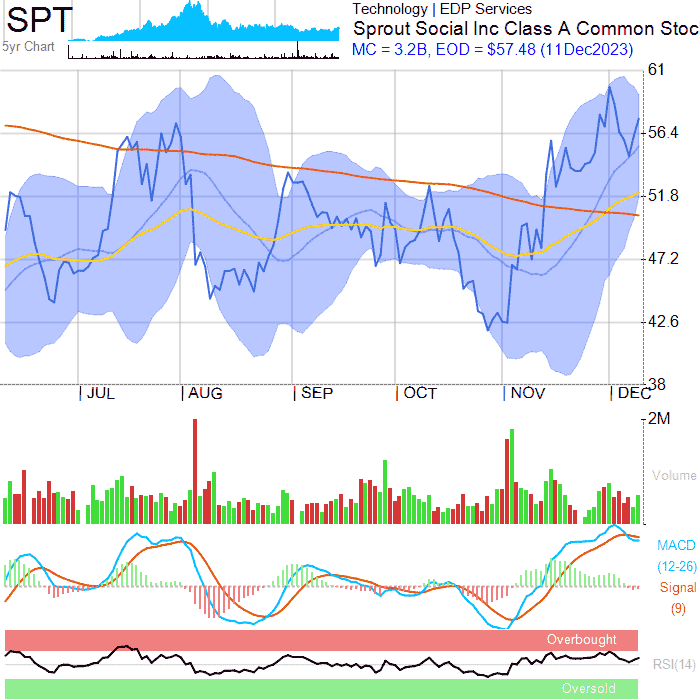 SPT
5yr Chart
Technology | EDP Services
Sprout Social Inc Class A Common Stoc
MC = 3.2B, EOD = $57.48 (11Dec2023)
61
56.4
51.8
47.2
42.6
38
JUL AUG SEP OCT NOV DEC
2M
Volume
MACD
(12-26)
Signal
(9)
Overbought
RSI(14)
Oversold